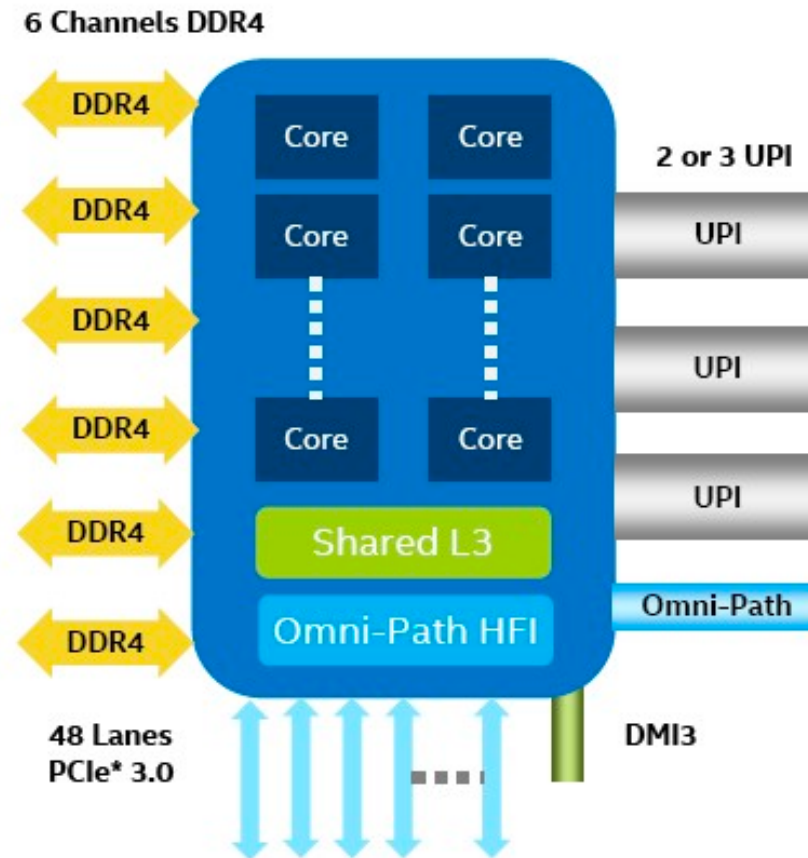 6 Channels DDR4
DDR4
DDR4
DDR4
DDR4
DDR4
DDR4
Core
Core
Core
Core
Core
Core
Shared L3
Omni-Path HFI
2 or 3 UPI
UPI
UPI
UPI
Omni-Path
48 Lanes
PCIe* 3.0
DMI3